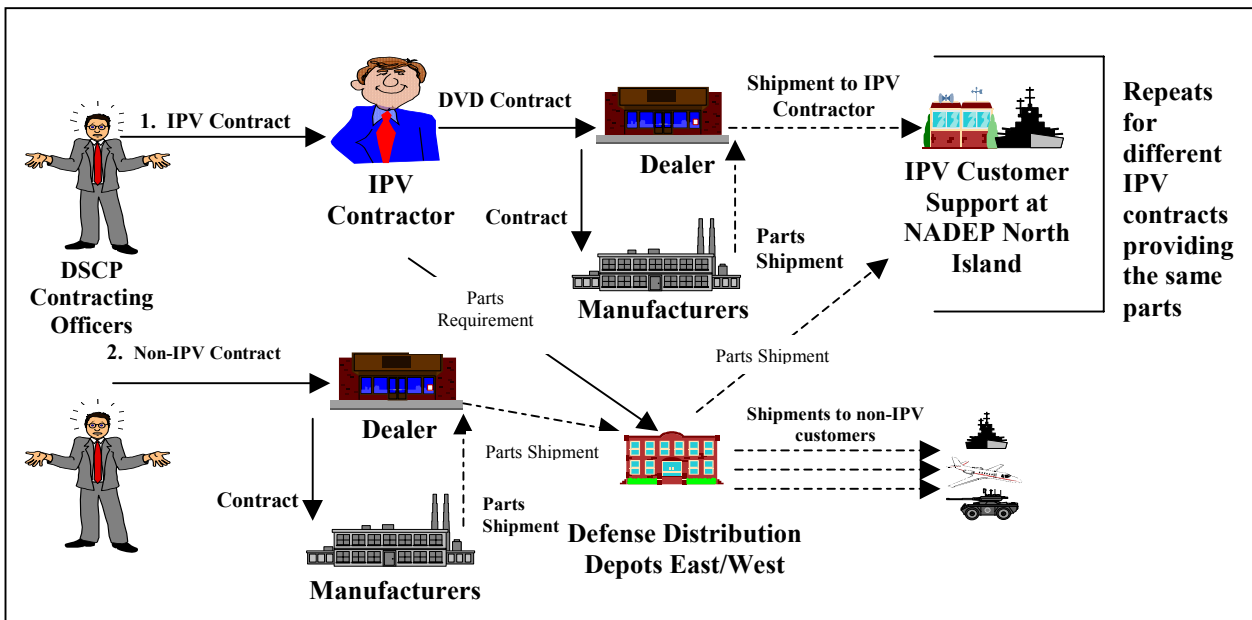 1. IPV Contract
DSCP
Contracting
Officers
IPV
Contractor
DVD Contract
Dealer
Contract
Manufacturers
Parts
Shipment
Shipment to IPV
Contractor
IPV Customer
Support at
NADEP North
Island
Repeats
for
different
IPV
contracts
providing
the same
parts
Parts
Requirement
Parts Shipment
2. Non-IPV Contract
Dealer
Contract
Manufacturers
Parts
Shipment
Parts Shipment
Defense Distribution
Depots East/West
Shipments to non-IPV
customers